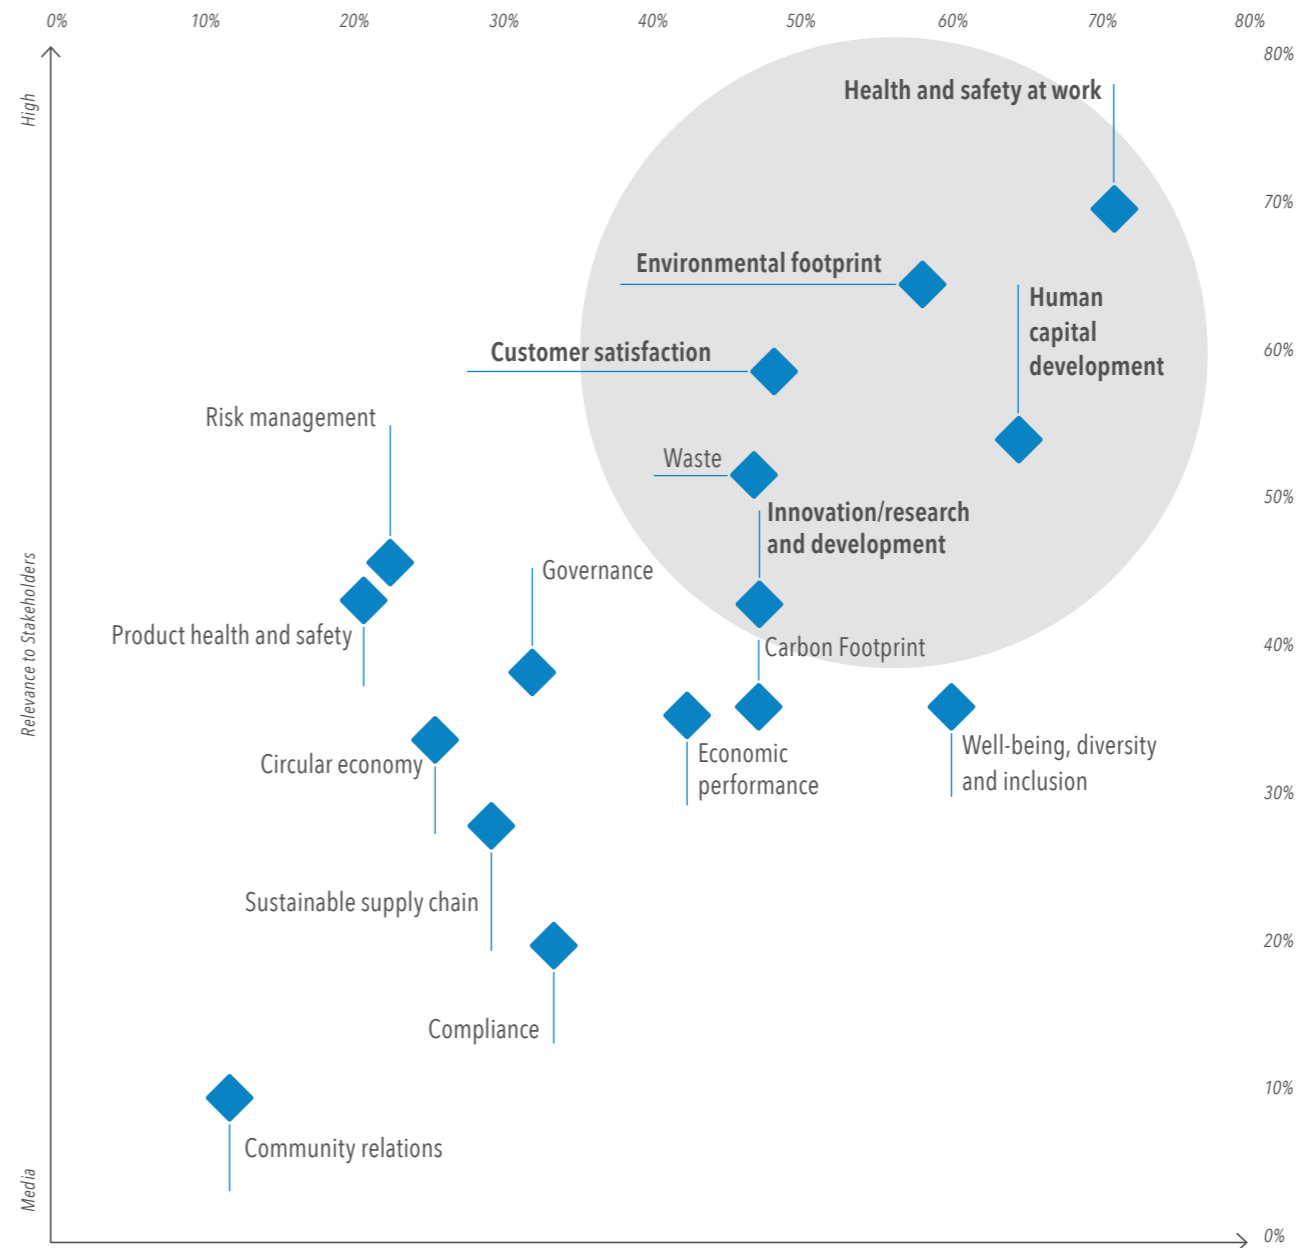 0% 10% 20% 30% 40% 50% 60% 70% 80%
80%
High
Health and safety at work
70%
Environmental footprint
Human
capital
development
60%
Customer satisfaction
Risk management
Waste
50%
Innovation/research
and development
Governance
Relevance to Stakeholders
Product health and safety
40%
Carbon Footprint
Well-being, diversity
and inclusion
Economic
performance
Circular economy
30%
Sustainable supply chain
20%
Compliance
10%
Community relations
Media
0%